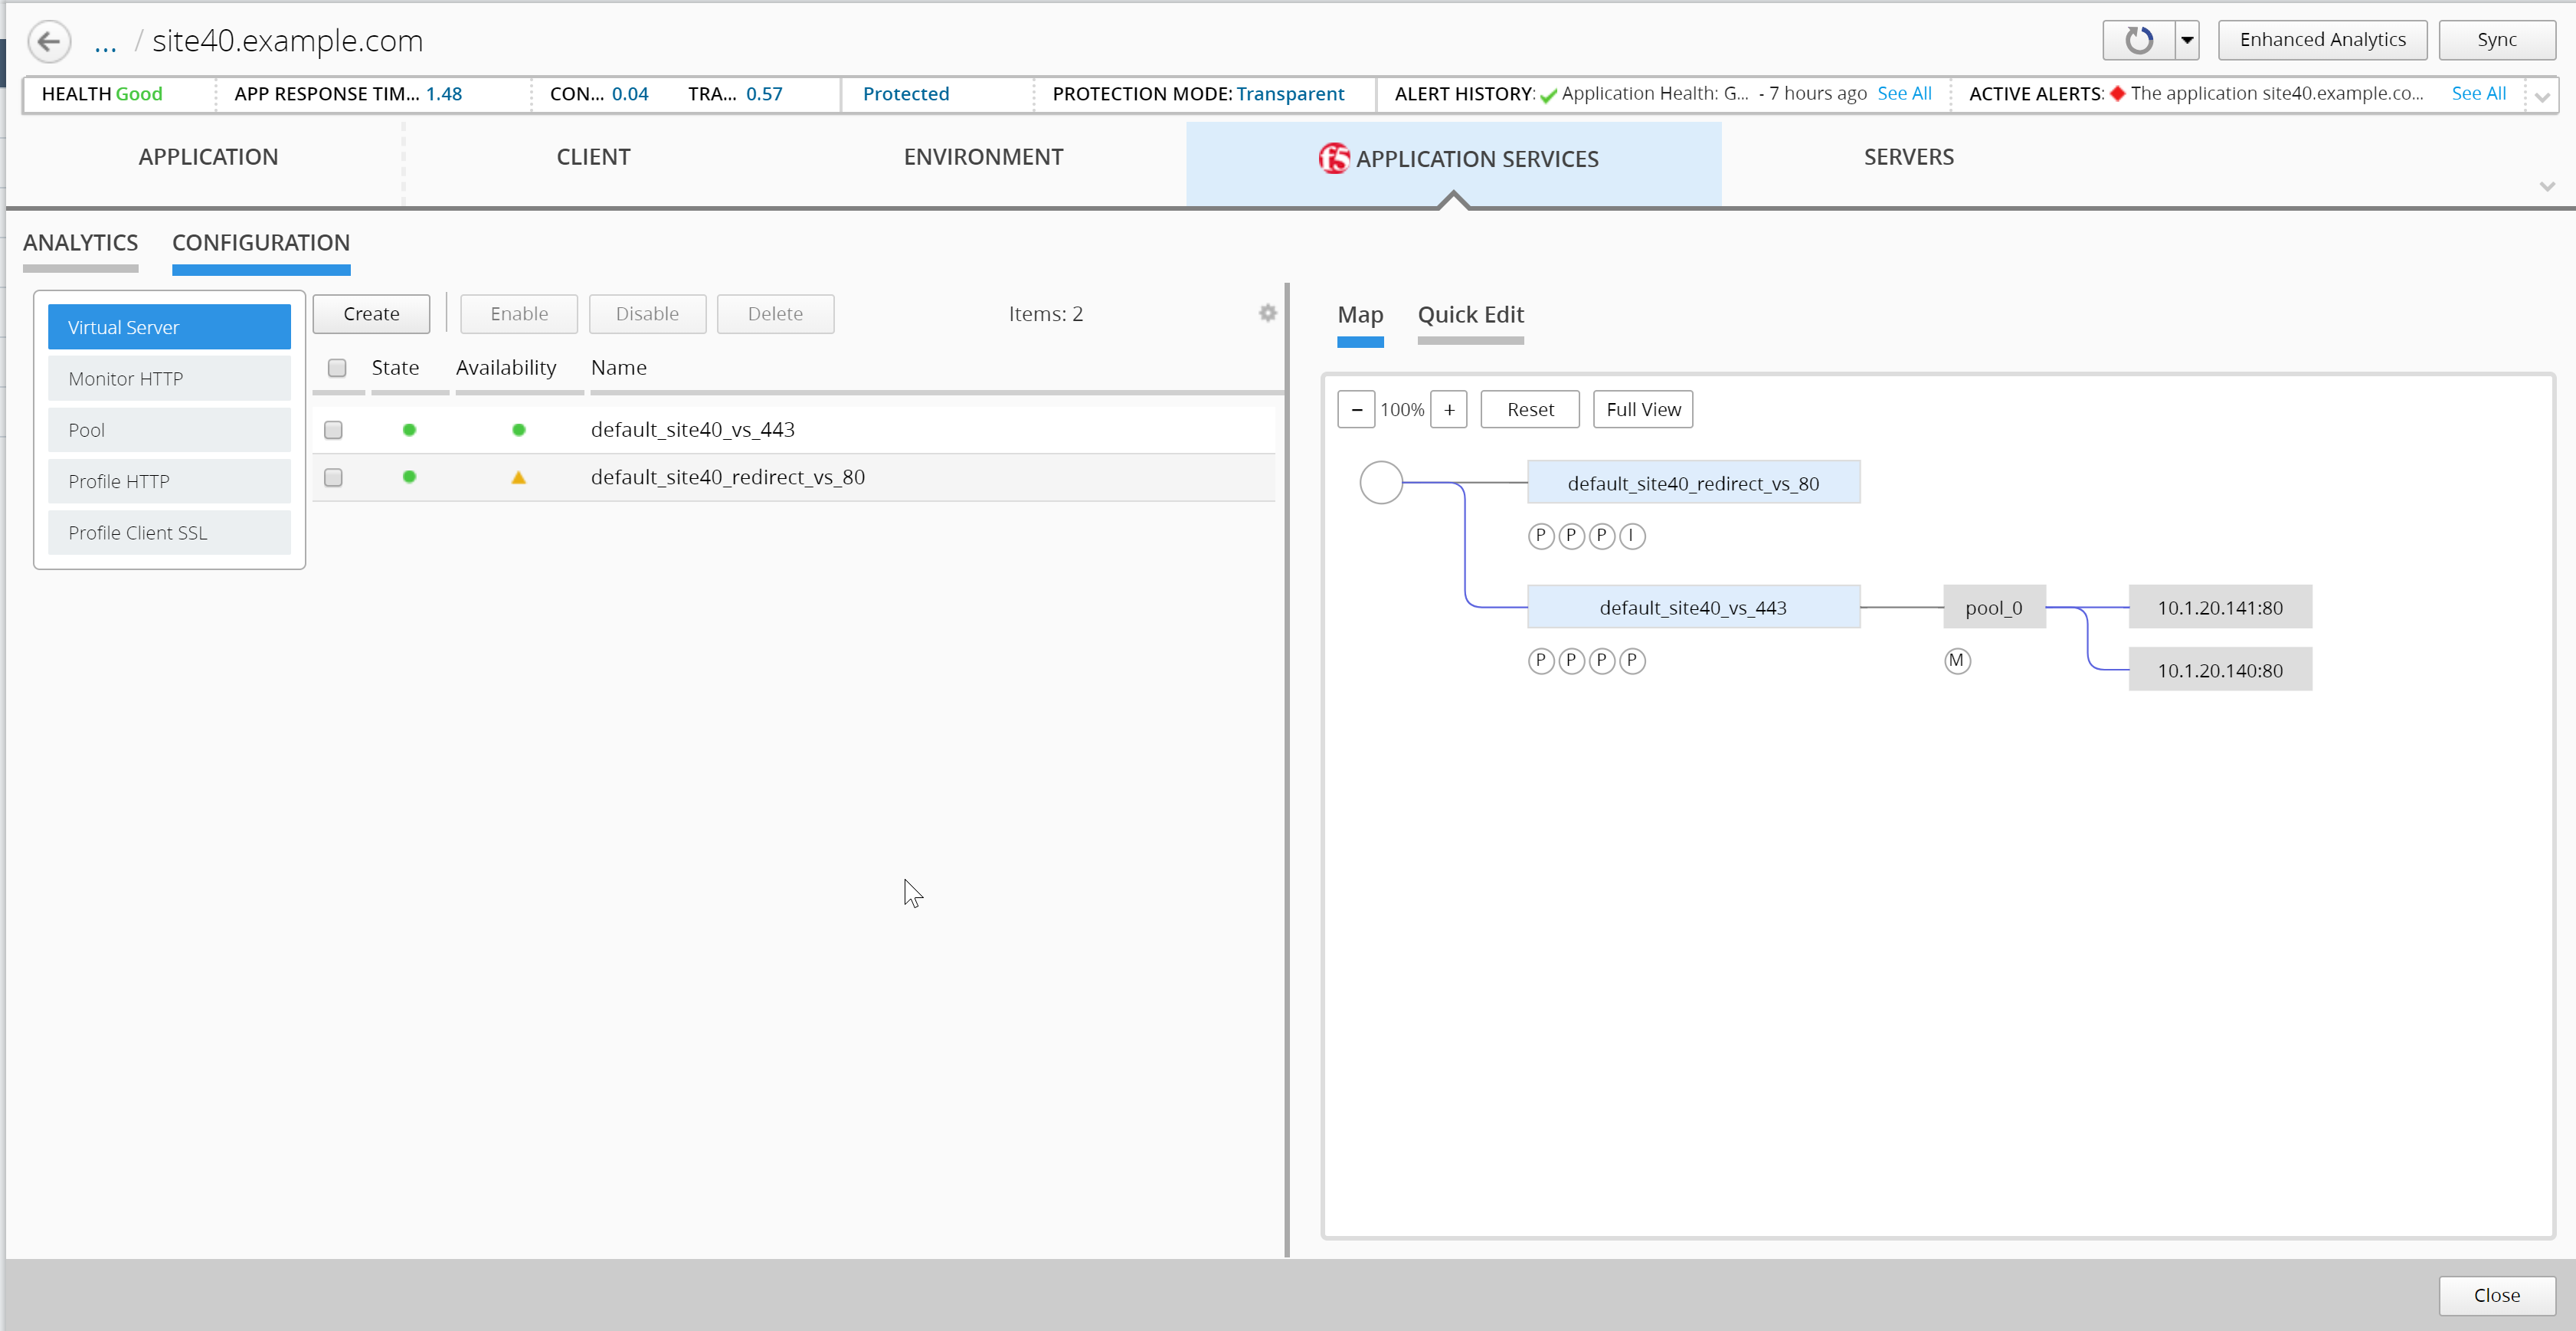 ... / site40.example.com
Enhanced Analytics
Sync
HEALTH Good
APP RESPONSE TIM... 1.48
CON... 0.04
TRA... 0.57
Protected
PROTECTION MODE: Transparent
ALERT HISTORY: Application Health: G... - 7 hours ago See All
ACTIVE ALERTS: The application site40.example.co... See All
APPLICATION
CLIENT
ENVIRONMENT
f5 APPLICATION SERVICES
SERVERS
ANALYTICS
CONFIGURATION
Virtual Server
Monitor HTTP
Pool
Profile HTTP
Profile Client SSL
Create
Enable
Disable
Delete
Items: 2
State Availability Name
default_site40_vs_443
default_site40_redirect_vs_80
Map
Quick Edit
− 100% +
Reset
Full View
default_site40_redirect_vs_80
P P P I
default_site40_vs_443
pool_0
10.1.20.141:80
P P P P
M
10.1.20.140:80
Close